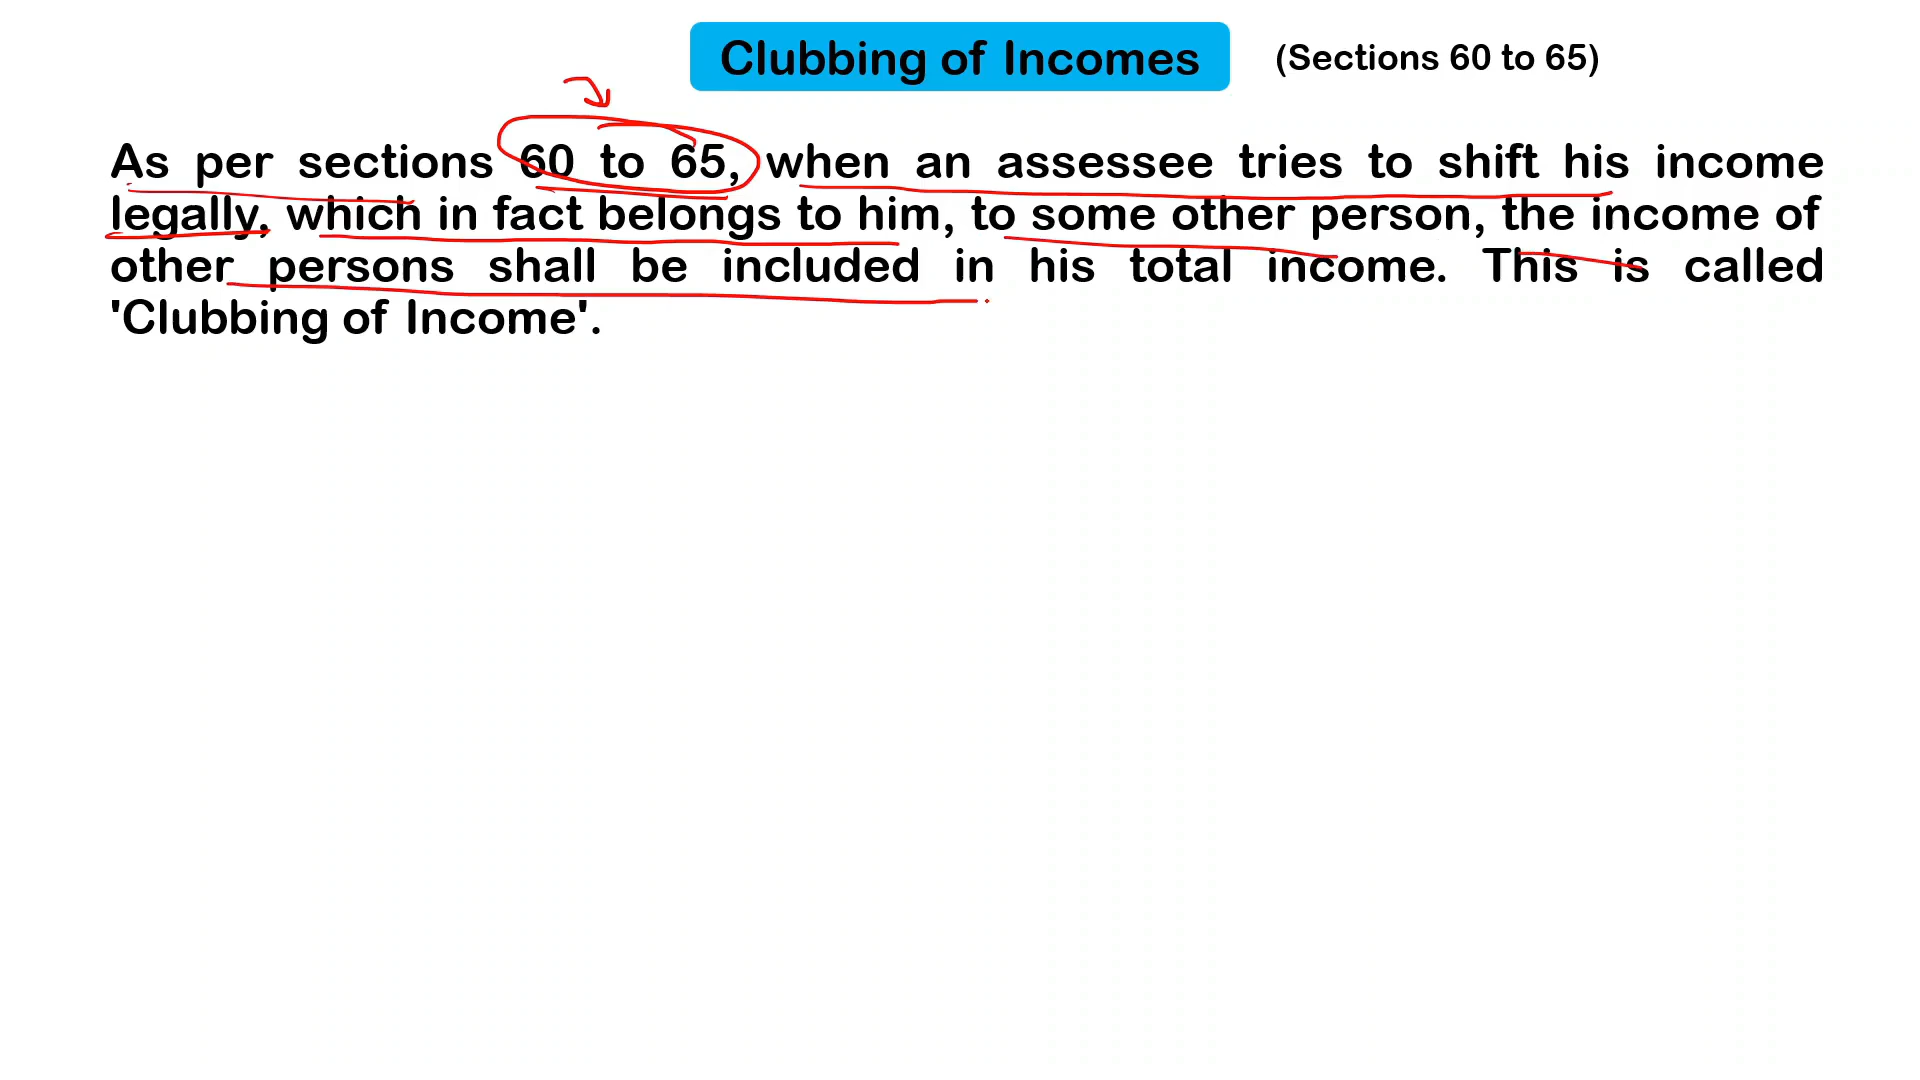 Clubbing of Incomes (Sections 60 to 65)
As per sections 60 to 65, when an assessee tries to shift his income
legally, which in fact belongs to him, to some other person, the income of
other persons shall be included in his total income. This is called
'Clubbing of Income'.